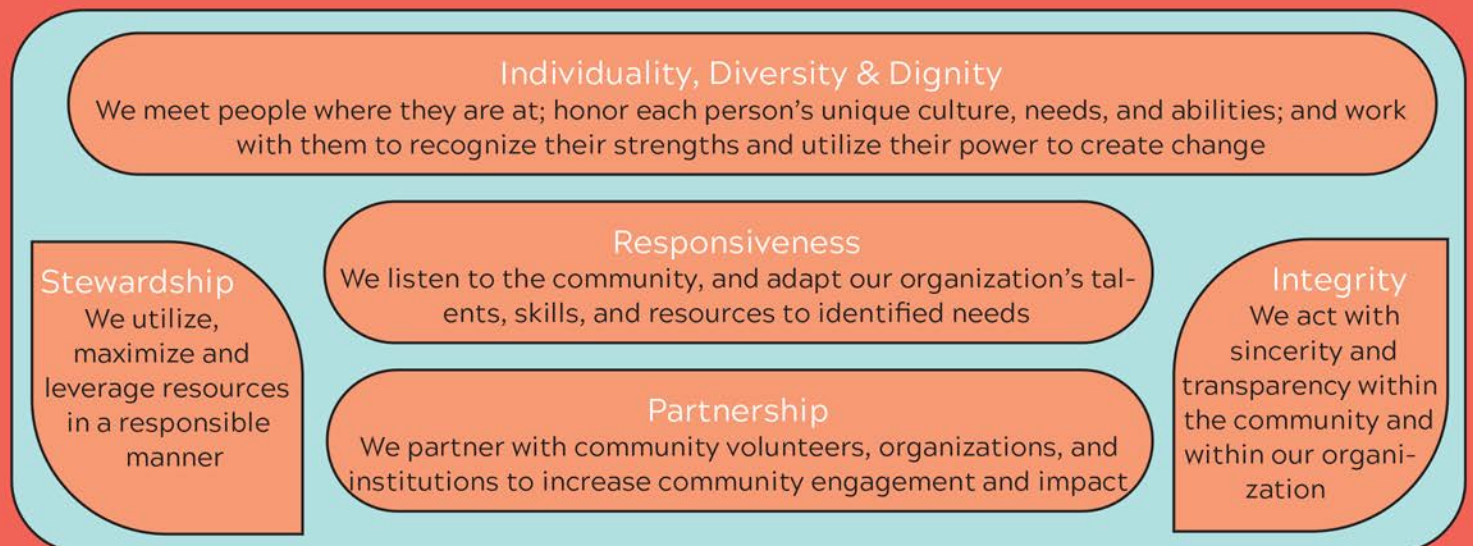 Individuality, Diversity & Dignity
We meet people where they are at; honor each person's unique culture, needs, and abilities; and work
with them to recognize their strengths and utilize their power to create change
Stewardship
We utilize,
maximize and
leverage resources
in a responsible
manner
Responsiveness
We listen to the community, and adapt our organization's tal-
ents, skills, and resources to identified needs
Partnership
We partner with community volunteers, organizations, and
institutions to increase community engagement and impact
Integrity
We act with
sincerity and
transparency within
the community and
within our organi-
zation